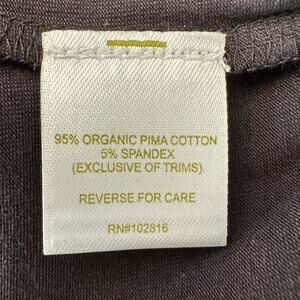 95% ORGANIC PIMA COTTON
5% SPANDEX
(EXCLUSIVE OF TRIMS)
REVERSE FOR CARE
RN#102816